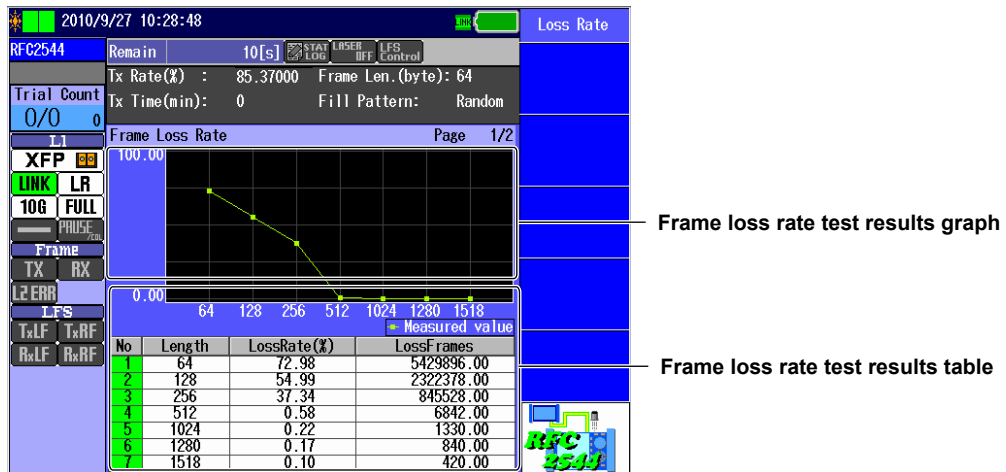 2010/9/27 10:28:48
LINK
Loss Rate
RFC2544
Remain 10[s] STAT LOG LASER OFF LFS Control
Tx Rate(%) : 85.37000 Frame Len.(byte): 64
Tx Time(min): 0 Fill Pattern: Random
Trial Count
0/0 0
Frame Loss Rate Page 1/2
L1
XFP
LINK LR
10G FULL
PAUSE /COL
Frame
TX RX
L2 ERR
LFS
TxLF TxRF
RxLF RxRF
100.00
0.00
64 128 256 512 1024 1280 1518
Measured value
No Length LossRate(%) LossFrames
1 64 72.98 5429896.00
2 128 54.99 2322378.00
3 256 37.34 845528.00
4 512 0.58 6842.00
5 1024 0.22 1330.00
6 1280 0.17 840.00
7 1518 0.10 420.00
RFC
2544
Frame loss rate test results graph
Frame loss rate test results table